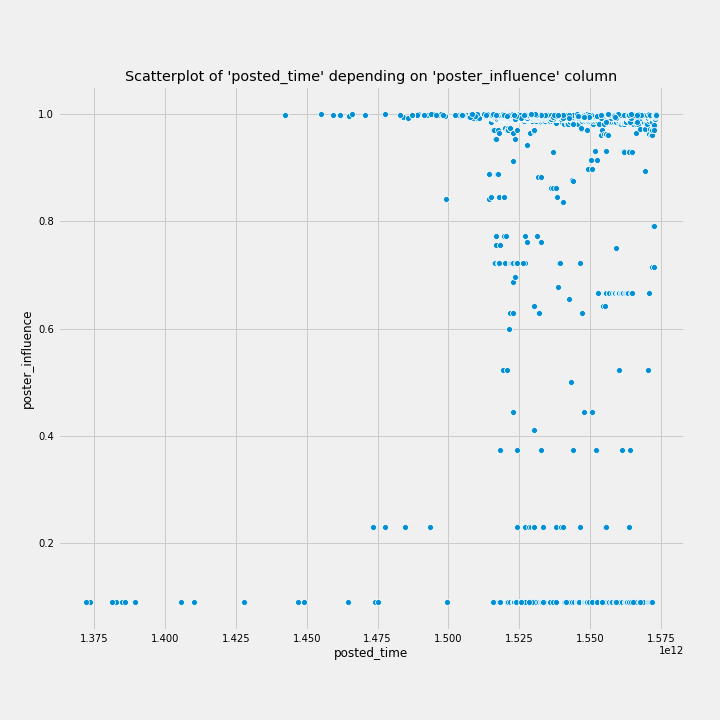 Scatterplot of 'posted_time' depending on 'poster_influence' column
1.0
0.8
0.6
0.4
0.2
poster_influence
1.375 1.400 1.425 1.450 1.475 1.500 1.525 1.550 1.575
1e12
posted_time